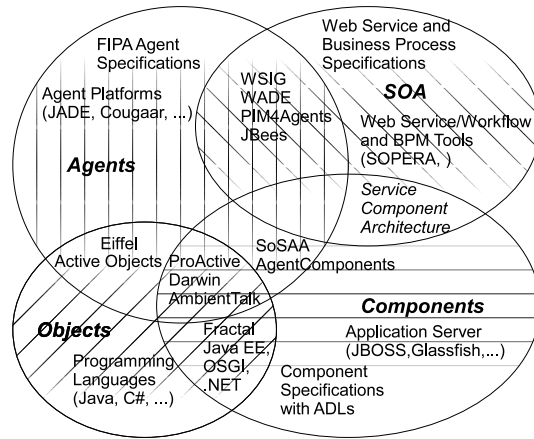 FIPA Agent
Specifications
Agent Platforms
(JADE, Cougaar, ...)
Agents
WSIG
WADE
PIM4Agents
JBees
Web Service and
Business Process
Specifications
SOA
Web Service/Workflow
and BPM Tools
(SOPERA, )
Service
Component
Architecture
Eiffel
Active Objects
ProActive
Darwin
AmbientTalk
SoSAA
AgentComponents
Objects
Programming
Languages
(Java, C#, ...)
Fractal
Java EE,
OSGI,
.NET
Components
Application Server
(JBOSS,Glassfish,...)
Component
Specifications
with ADLs